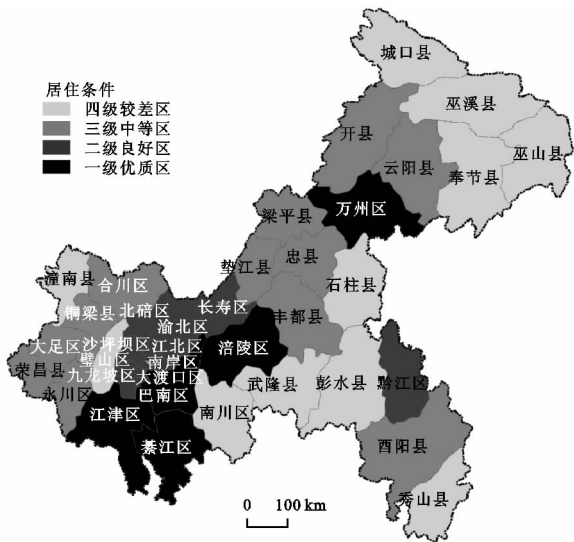 城口县
居住条件
四级较差区
三级中等区
二级良好区
一级优质区
巫溪县
开县
云阳县
奉节县
巫山县
万州区
梁平县
忠县
垫江县
石柱县
潼南县
合川区
铜梁县
北碚区
长寿区
渝北区
丰都县
大足区
沙坪坝区
江北区
涪陵区
璧山区
南岸区
荣昌县
九龙坡区
大渡口区
永川区
巴南区
武隆县
彭水县
黔江区
江津区
南川区
綦江区
酉阳县
秀山县
0 100 km